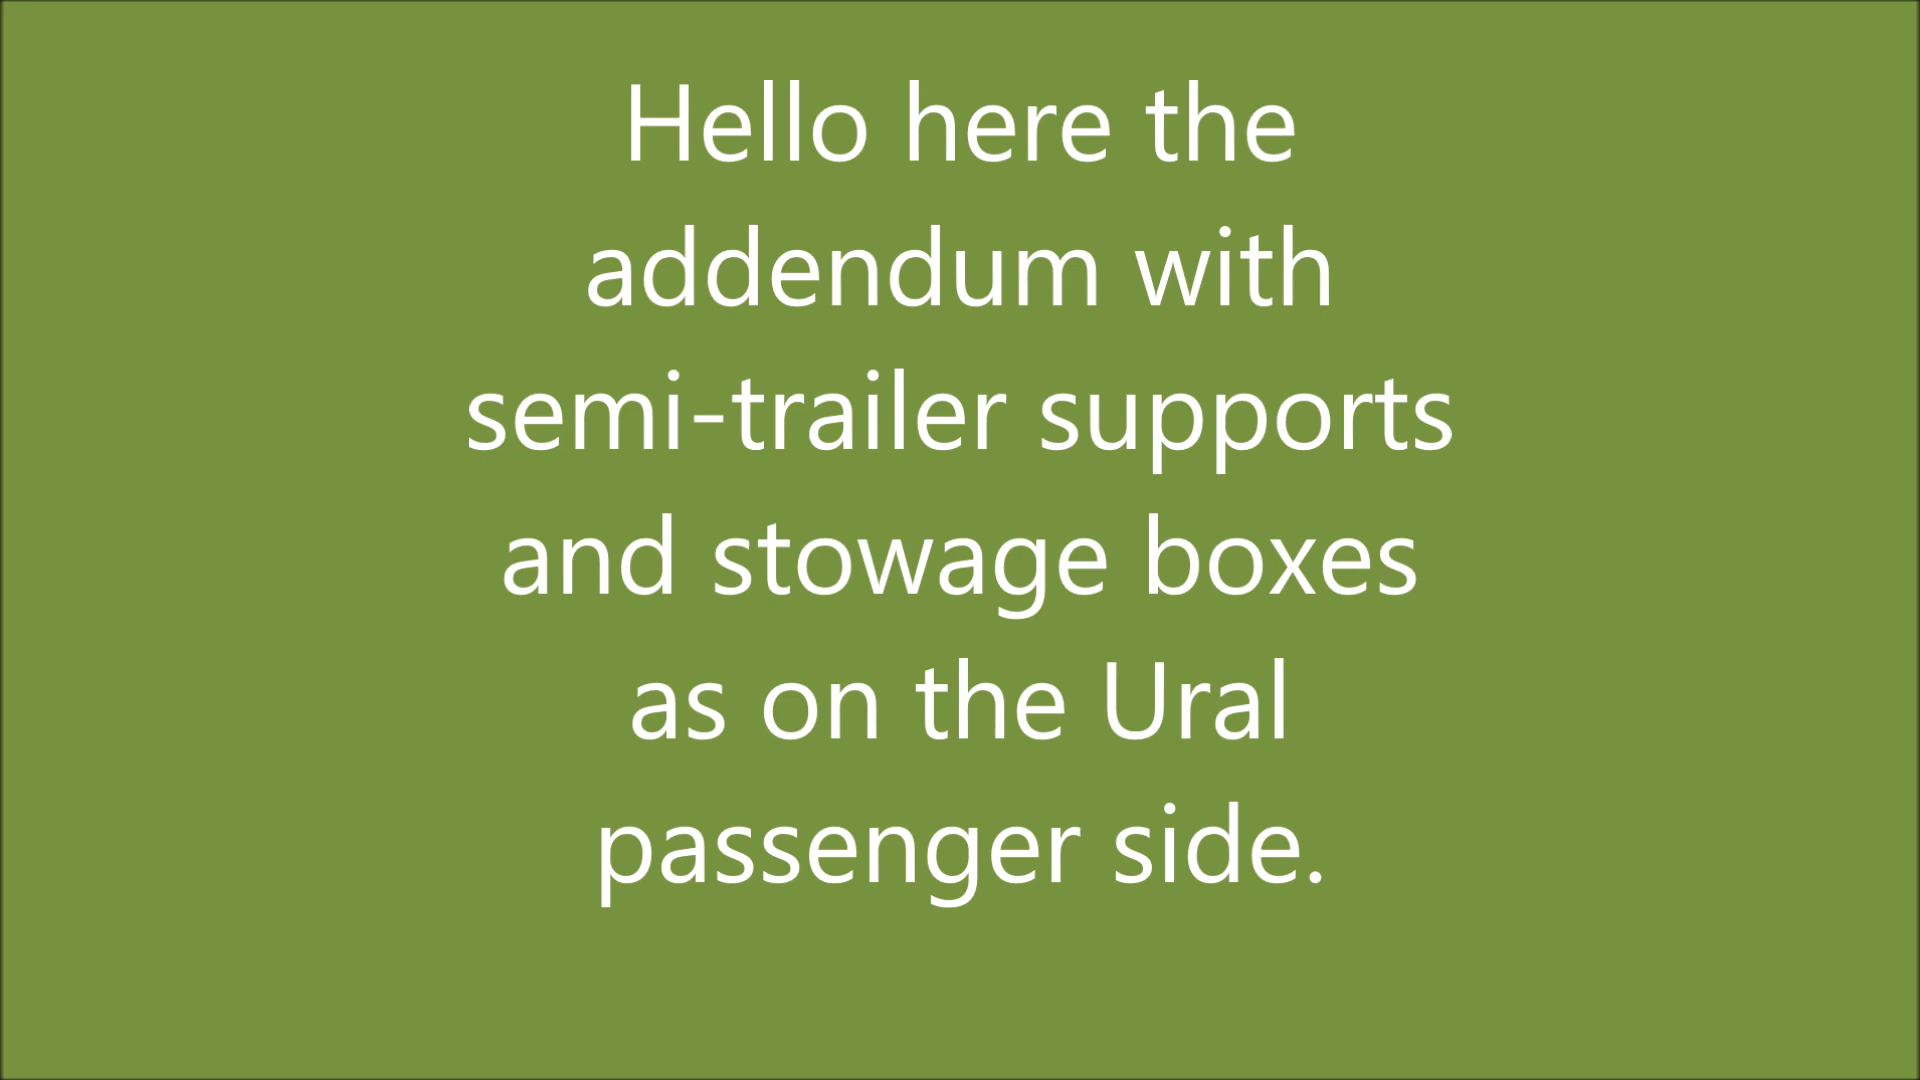 Hello here the
addendum with
semi-trailer supports
and stowage boxes
as on the Ural
passenger side.